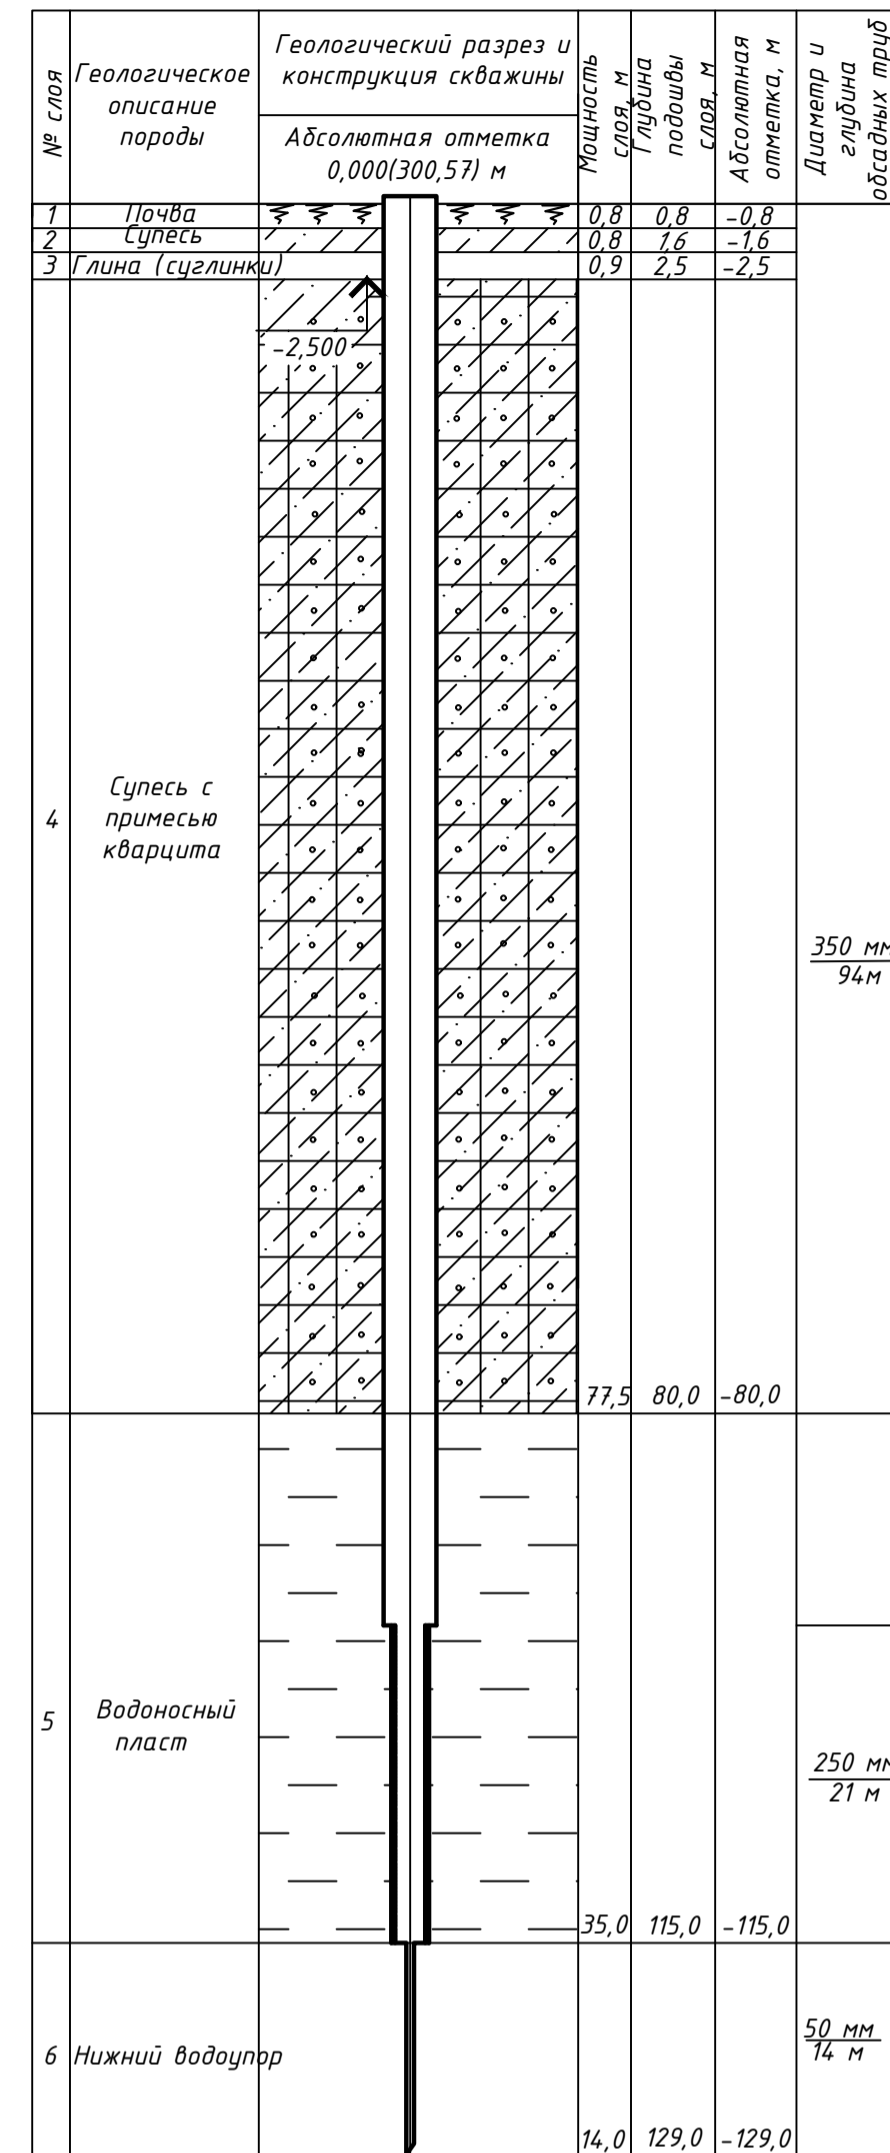 № слоя
Геологическое
описание
породы
Геологический разрез и
конструкция скважины
Абсолютная отметка
0,000(300,57) м
Мощность
слоя, м
Глубина
подошвы
слоя, м
Абсолютная
отметка, м
Диаметр и
глубина
обсадных труб
1 Почва 0,8 0,8 -0,8
2 Супесь 0,8 1,6 -1,6
3 Глина (суглинки) 0,9 2,5 -2,5
-2,500
4
Супесь с
примесью
кварцита
350 мм
94м
77,5 80,0 -80,0
5
Водоносный
пласт
250 мм
21 м
35,0 115,0 -115,0
6 Нижний водоупор
50 мм
14 м
14,0 129,0 -129,0